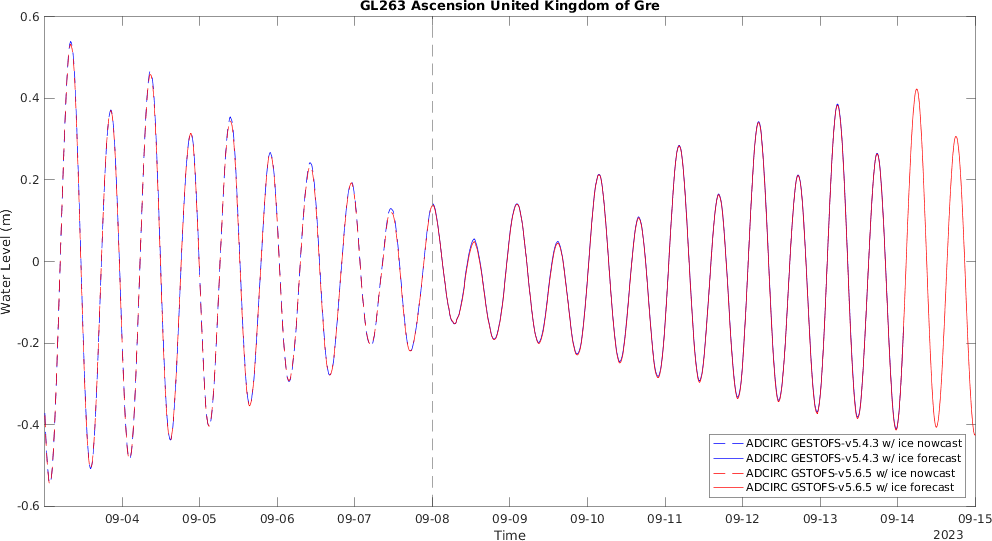 GL263 Ascension United Kingdom of Gre
0.6
0.4
0.2
0
-0.2
-0.4
-0.6
Water Level (m)
ADCIRC GESTOFS-v5.4.3 w/ ice nowcast
ADCIRC GESTOFS-v5.4.3 w/ ice forecast
ADCIRC GSTOFS-v5.6.5 w/ ice nowcast
ADCIRC GSTOFS-v5.6.5 w/ ice forecast
09-04 09-05 09-06 09-07 09-08 09-09 09-10 09-11 09-12 09-13 09-14 09-15
Time
2023